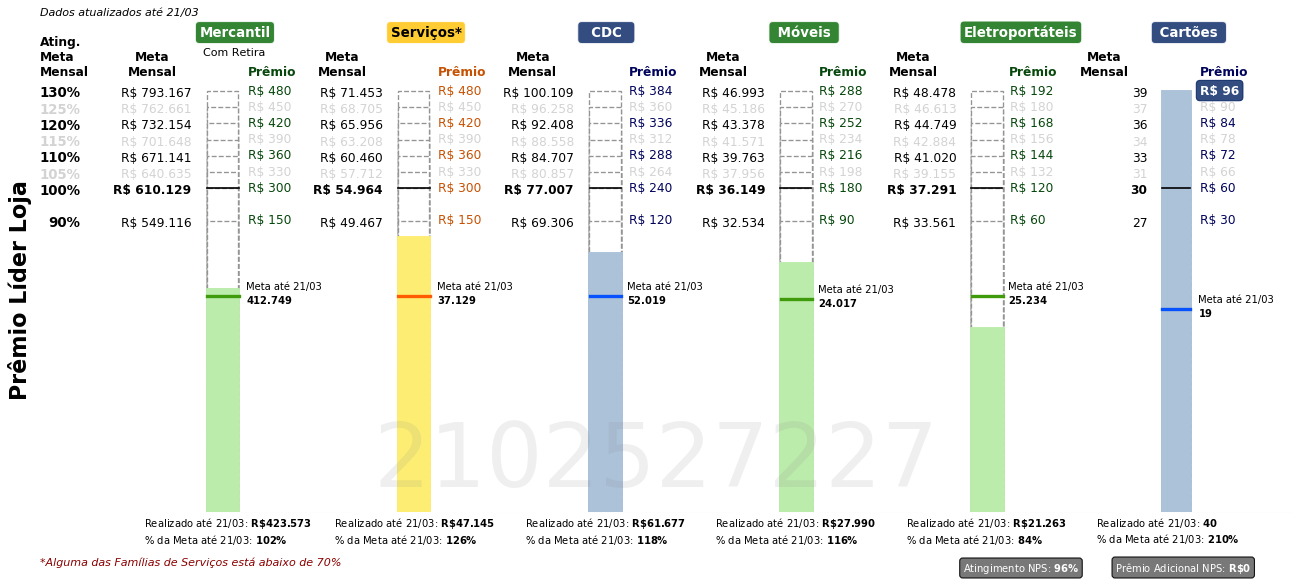 Dados atualizados até 21/03
Mercantil Serviços* CDC Móveis Eletroportáteis Cartões
Com Retira
Ating. Meta Mensal
Meta Mensal Prêmio Meta Mensal Prêmio Meta Mensal Prêmio Meta Mensal Prêmio Meta Mensal Prêmio Meta Mensal Prêmio
130% R$ 793.167 R$ 480 R$ 71.453 R$ 480 R$ 100.109 R$ 384 R$ 46.993 R$ 288 R$ 48.478 R$ 192 39 R$ 96
125% R$ 762.661 R$ 450 R$ 68.705 R$ 450 R$ 96.258 R$ 360 R$ 45.186 R$ 270 R$ 46.613 R$ 180 37 R$ 90
120% R$ 732.154 R$ 420 R$ 65.956 R$ 420 R$ 92.408 R$ 336 R$ 43.378 R$ 252 R$ 44.749 R$ 168 36 R$ 84
115% R$ 701.648 R$ 390 R$ 63.208 R$ 390 R$ 88.558 R$ 312 R$ 41.571 R$ 234 R$ 42.884 R$ 156 34 R$ 78
110% R$ 671.141 R$ 360 R$ 60.460 R$ 360 R$ 84.707 R$ 288 R$ 39.763 R$ 216 R$ 41.020 R$ 144 33 R$ 72
105% R$ 640.635 R$ 330 R$ 57.712 R$ 330 R$ 80.857 R$ 264 R$ 37.956 R$ 198 R$ 39.155 R$ 132 31 R$ 66
100% R$ 610.129 R$ 300 R$ 54.964 R$ 300 R$ 77.007 R$ 240 R$ 36.149 R$ 180 R$ 37.291 R$ 120 30 R$ 60
90% R$ 549.116 R$ 150 R$ 49.467 R$ 150 R$ 69.306 R$ 120 R$ 32.534 R$ 90 R$ 33.561 R$ 60 27 R$ 30
Prêmio Líder Loja
Meta até 21/03 Meta até 21/03 Meta até 21/03 Meta até 21/03 Meta até 21/03 Meta até 21/03
412.749 37.129 52.019 24.017 25.234 19
2102527227
Realizado até 21/03: R$423.573 Realizado até 21/03: R$47.145 Realizado até 21/03: R$61.677 Realizado até 21/03: R$27.990 Realizado até 21/03: R$21.263 Realizado até 21/03: 40
% da Meta até 21/03: 102% % da Meta até 21/03: 126% % da Meta até 21/03: 118% % da Meta até 21/03: 116% % da Meta até 21/03: 84% % da Meta até 21/03: 210%
*Alguma das Famílias de Serviços está abaixo de 70%
Atingimento NPS: 96% Prêmio Adicional NPS: R$0